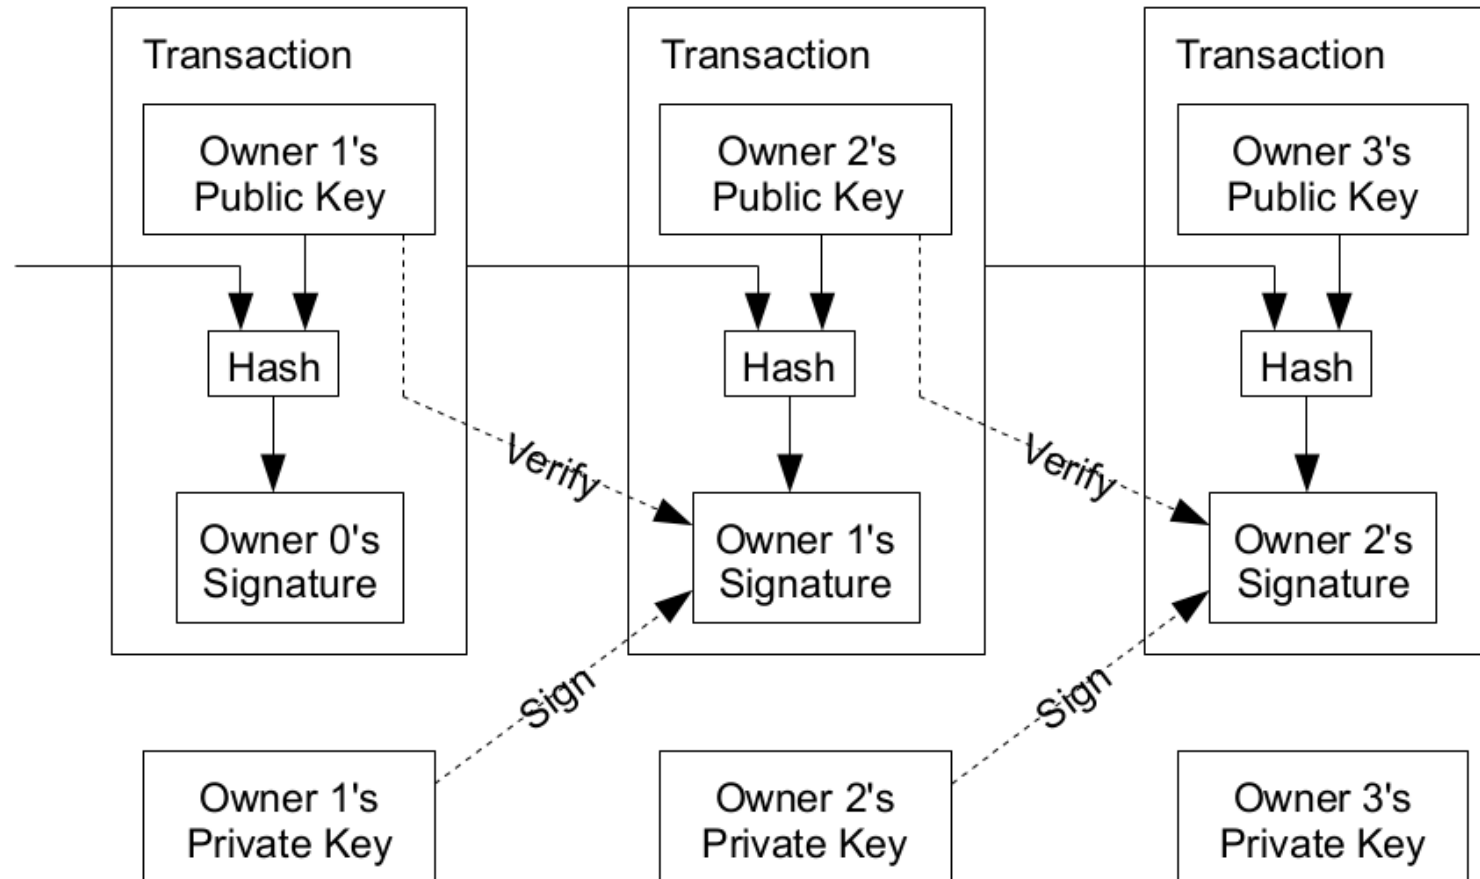 Transaction
Owner 1's
Public Key
Hash
Owner 0's
Signature
Transaction
Owner 2's
Public Key
Hash
Verify
Owner 1's
Signature
Sign
Transaction
Owner 3's
Public Key
Hash
Verify
Owner 2's
Signature
Sign
Owner 1's
Private Key
Owner 2's
Private Key
Owner 3's
Private Key